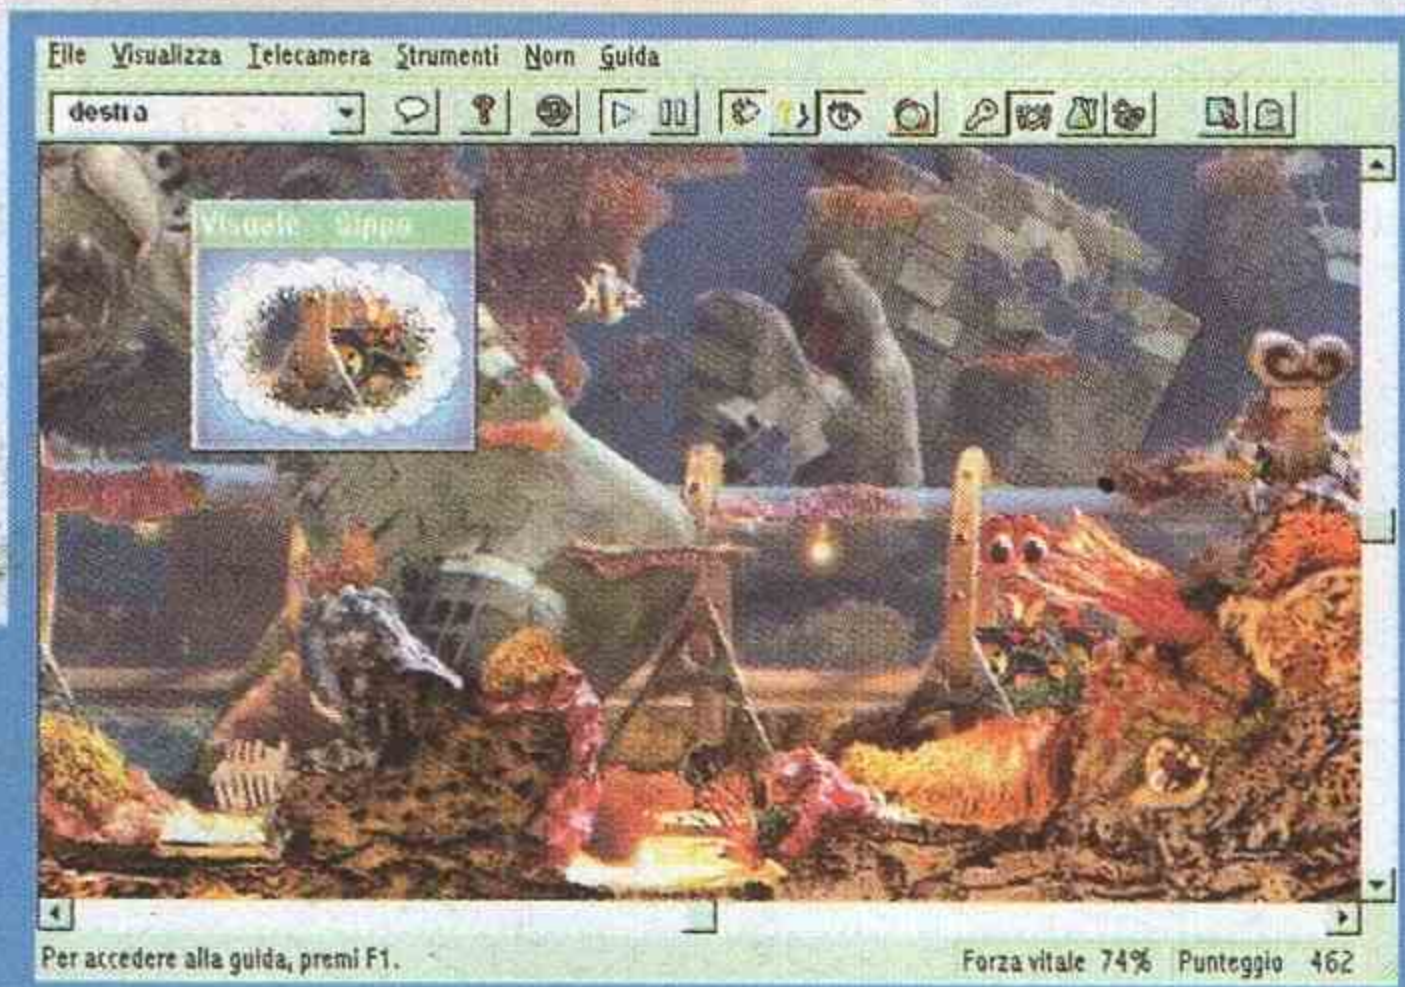 File Visualizza Telecamera Strumenti Norn Guida
destra
Visuale Gippo
Per accedere alla guida, premi F1.
Forza vitale 74% Punteggio 462